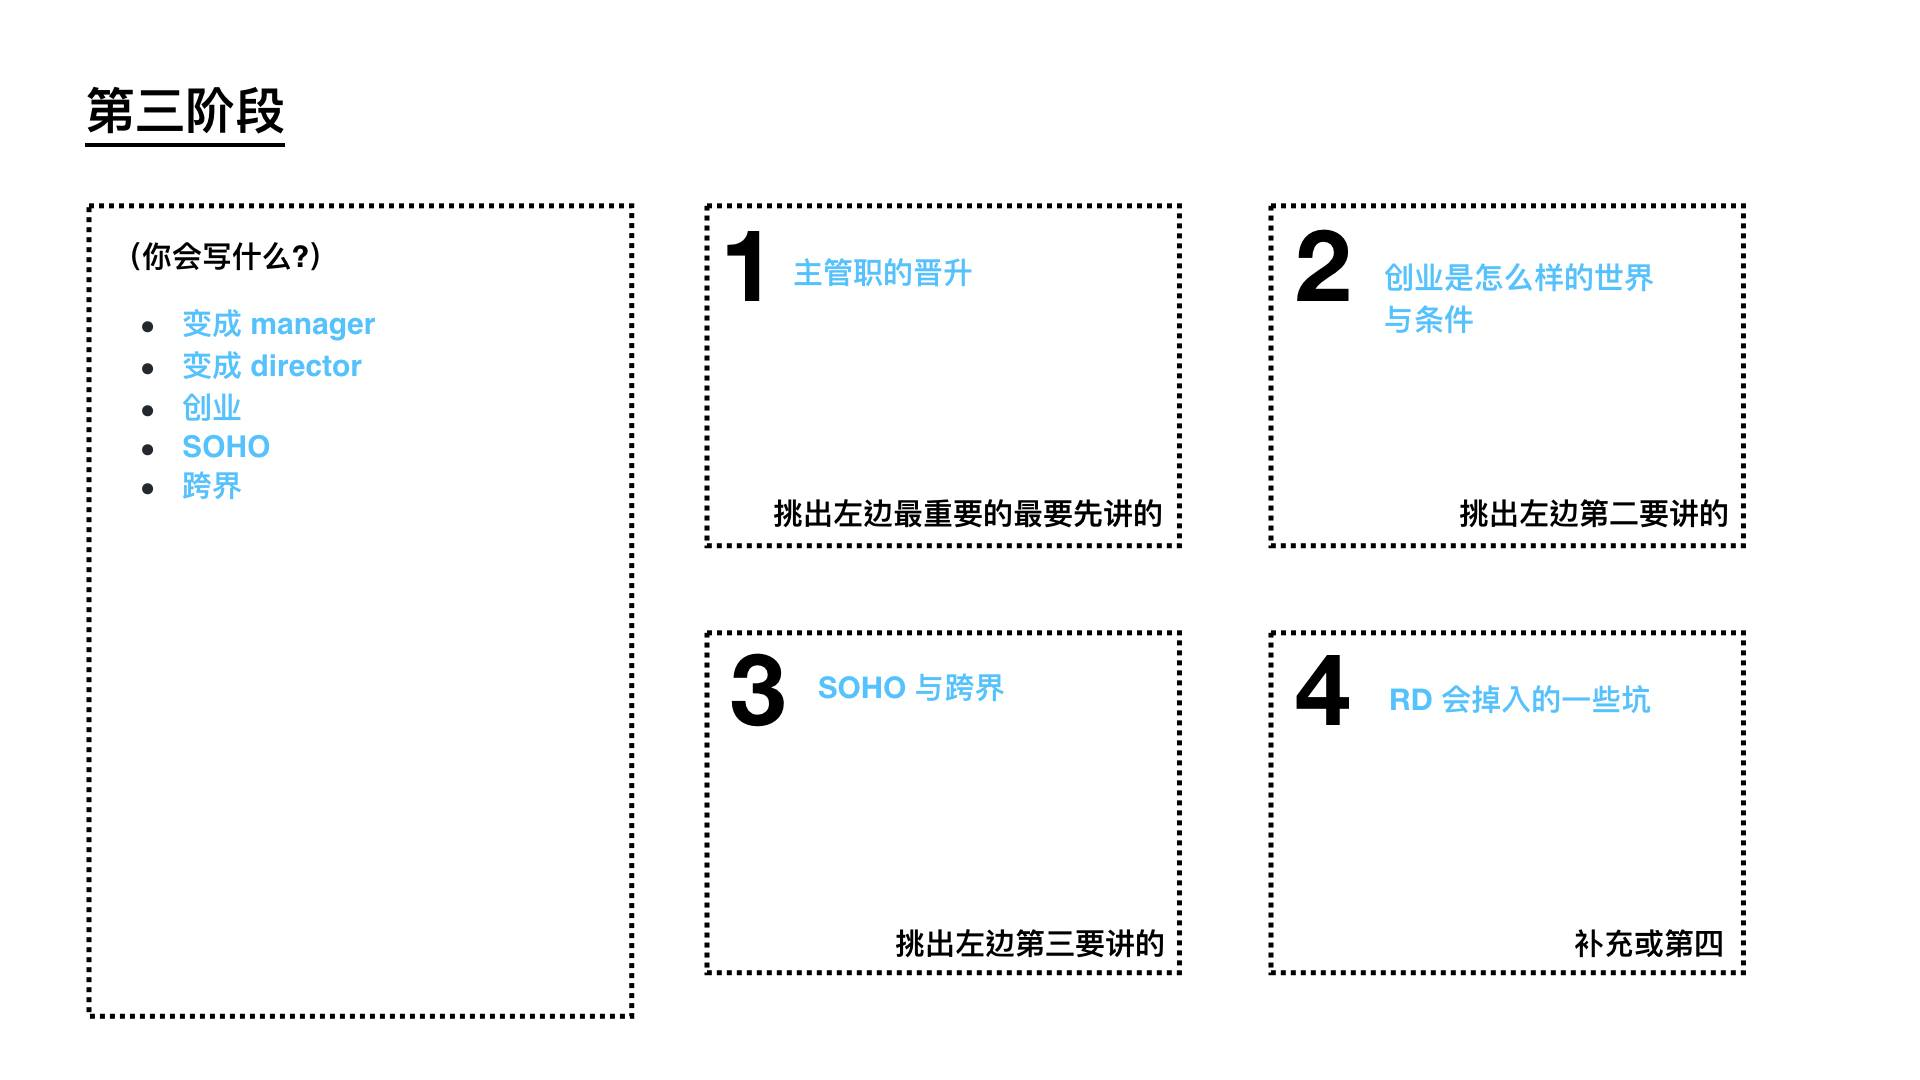 第三阶段
（你会写什么?）
变成 manager
变成 director
创业
SOHO
跨界
1
主管职的晋升
挑出左边最重要的最要先讲的
2
创业是怎么样的世界
与条件
挑出左边第二要讲的
3
SOHO 与跨界
挑出左边第三要讲的
4
RD 会掉入的一些坑
补充或第四